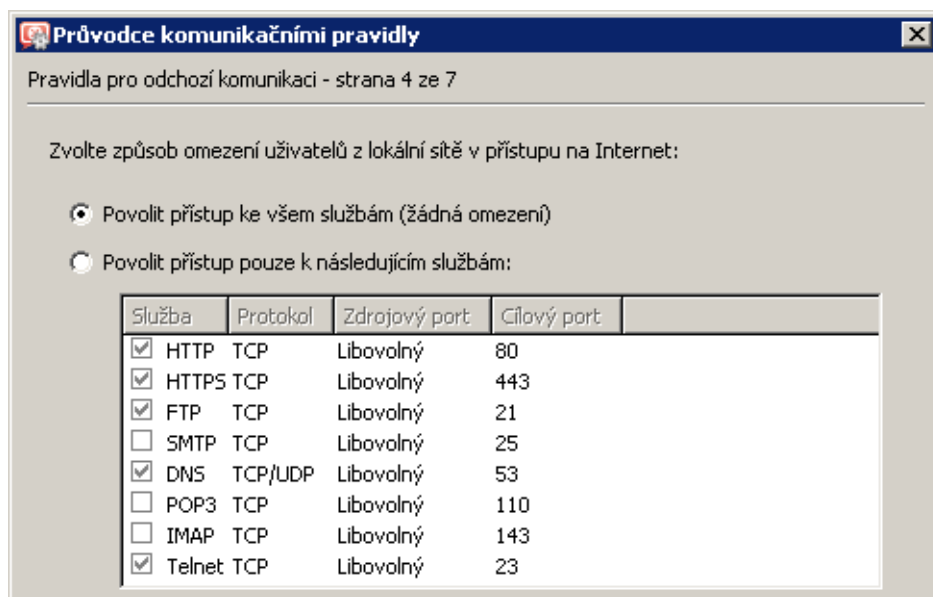 Průvodce komunikačními pravidly
Pravidla pro odchozí komunikaci - strana 4 ze 7
Zvolte způsob omezení uživatelů z lokální sítě v přístupu na Internet:
Povolit přístup ke všem službám (žádná omezení)
Povolit přístup pouze k následujícím službám:
Služba Protokol Zdrojový port Cílový port
HTTP TCP Libovolný 80
HTTPS TCP Libovolný 443
FTP TCP Libovolný 21
SMTP TCP Libovolný 25
DNS TCP/UDP Libovolný 53
POP3 TCP Libovolný 110
IMAP TCP Libovolný 143
Telnet TCP Libovolný 23